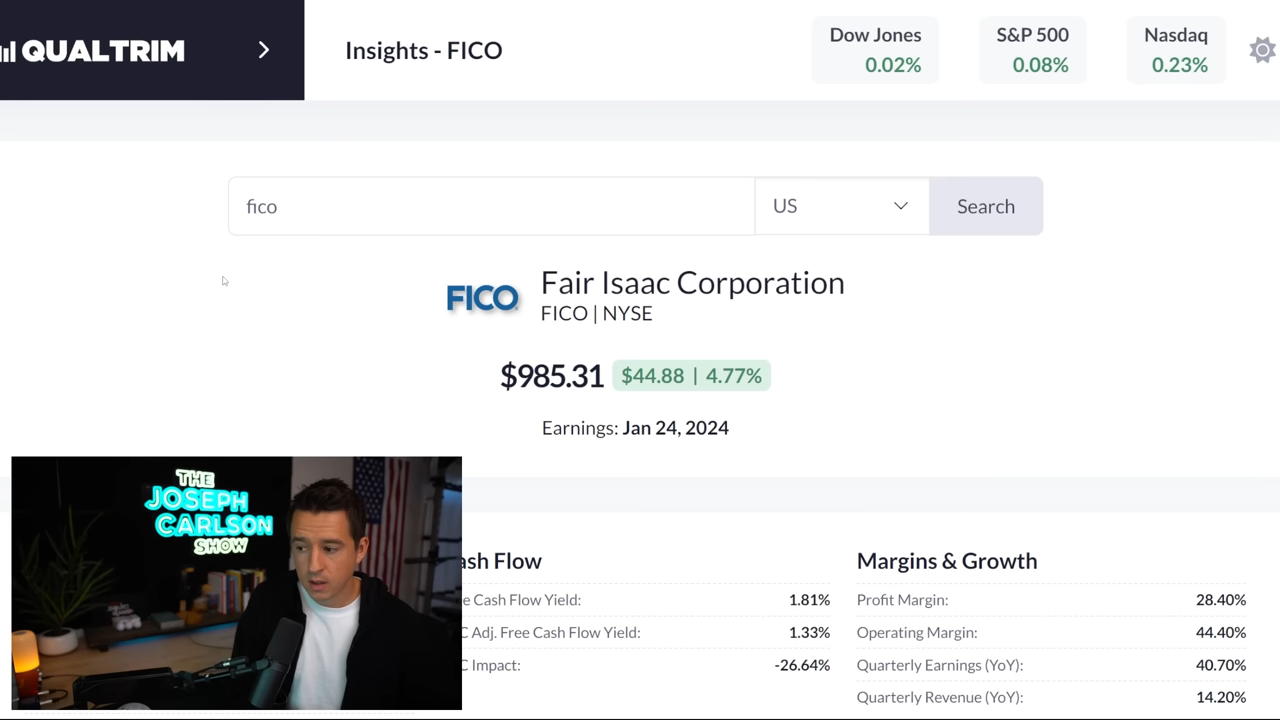 QUALTRIM
Insights - FICO
Dow Jones
0.02%
S&P 500
0.08%
Nasdaq
0.23%
fico
US
Search
FICO
Fair Isaac Corporation
FICO | NYSE
$985.31
$44.88 | 4.77%
Earnings: Jan 24, 2024
THE
JOSEPH
CARLSON
SHOW
ash Flow
e Cash Flow Yield: 1.81%
C Adj. Free Cash Flow Yield: 1.33%
C Impact: -26.64%
Margins & Growth
Profit Margin: 28.40%
Operating Margin: 44.40%
Quarterly Earnings (YoY): 40.70%
Quarterly Revenue (YoY): 14.20%